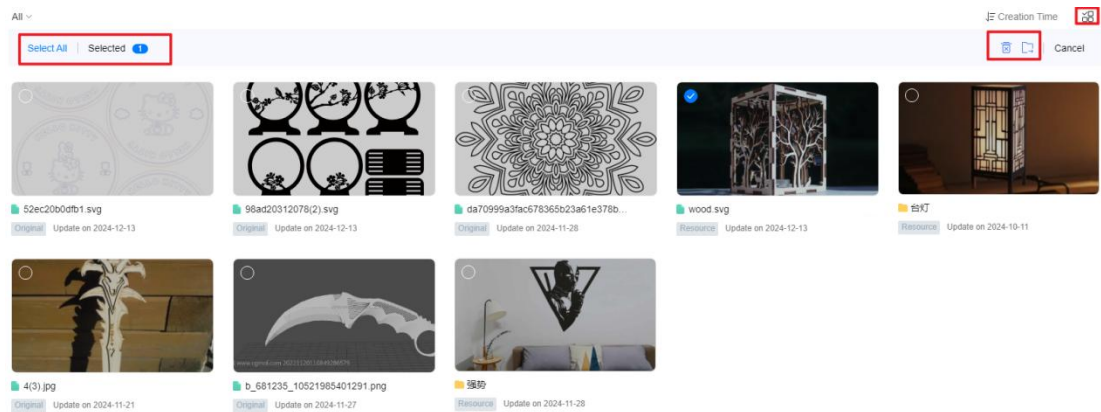 All
Creation Time
Select All Selected 1
Cancel
52ec20b0dfb1.svg
Original Update on 2024-12-13
98ad20312078(2).svg
Original Update on 2024-12-13
da70999a3fac678365b23a61e378b...
Original Update on 2024-11-28
wood.svg
Resource Update on 2024-12-13
台灯
Resource Update on 2024-10-11
4(3).jpg
Original Update on 2024-11-21
b_681235_10521985401291.png
Original Update on 2024-11-27
强势
Resource Update on 2024-11-28